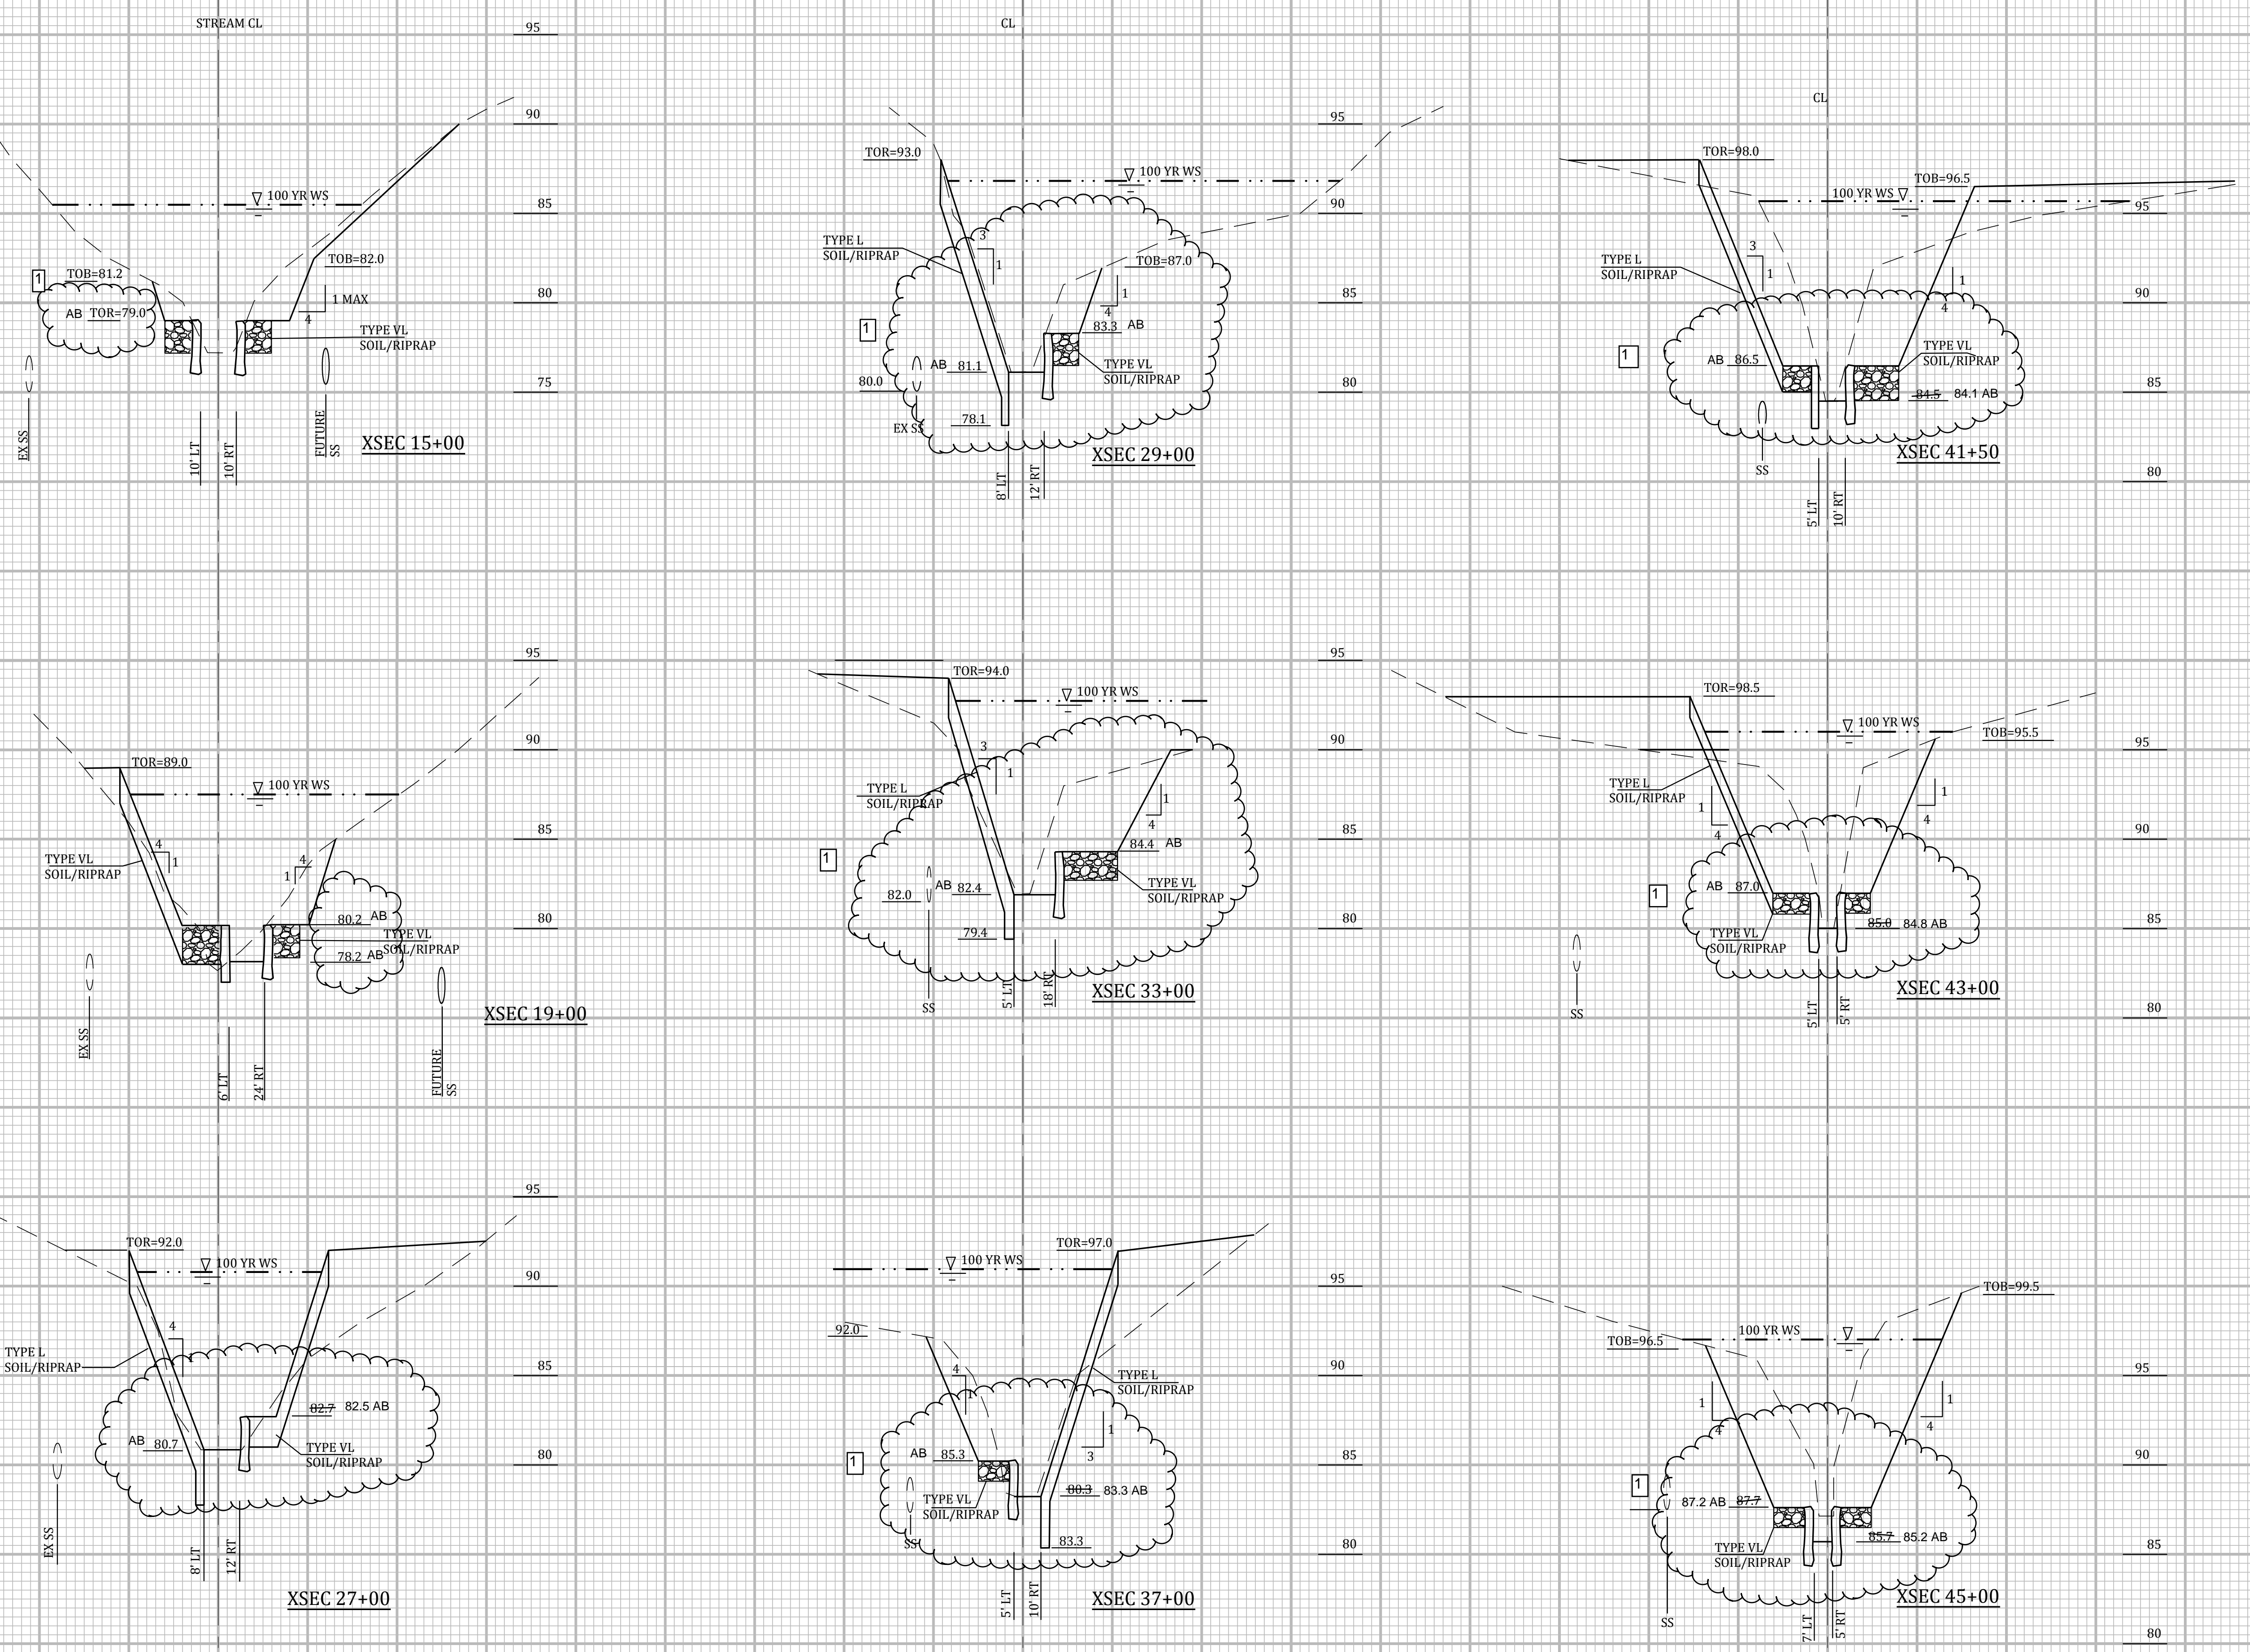 STREAM CL
95
90
85
80
75
100 YR WS
1
TOB=81.2
AB TOR=79.0
TOB=82.0
1 MAX
4
TYPE VL
SOIL/RIPRAP
EX SS
10' LT
10' RT
FUTURE
SS
XSEC 15+00
CL
95
90
85
80
TOR=93.0
100 YR WS
TYPE L
SOIL/RIPRAP
3
1
TOB=87.0
1
4
1
83.3 AB
AB 81.1
TYPE VL
SOIL/RIPRAP
80.0
78.1
EX SS
8' LT
12' RT
XSEC 29+00
CL
TOR=98.0
TOB=96.5
100 YR WS
95
90
85
80
3
1
TYPE L
SOIL/RIPRAP
1
4
1
AB 86.5
TYPE VL
SOIL/RIPRAP
84.5 84.1 AB
SS
5' LT
10' RT
XSEC 41+50
95
90
85
80
TOR=89.0
100 YR WS
4
1
4
1
TYPE VL
SOIL/RIPRAP
80.2 AB
TYPE VL
SOIL/RIPRAP
78.2 AB
EX SS
6' LT
24' RT
FUTURE
SS
XSEC 19+00
95
90
85
80
TOR=94.0
100 YR WS
3
1
TYPE L
SOIL/RIPRAP
1
4
1
84.4 AB
AB 82.4
82.0
TYPE VL
SOIL/RIPRAP
79.4
SS
5' LT
18' RT
XSEC 33+00
TOR=98.5
100 YR WS
TOB=95.5
95
90
85
80
TYPE L
SOIL/RIPRAP
1
4
1
4
1
AB 87.0
85.0 84.8 AB
TYPE VL
SOIL/RIPRAP
SS
5' LT
5' RT
XSEC 43+00
95
90
85
80
TOR=92.0
100 YR WS
4
TYPE L
SOIL/RIPRAP
82.7 82.5 AB
AB 80.7
TYPE VL
SOIL/RIPRAP
EX SS
8' LT
12' RT
XSEC 27+00
95
90
85
80
TOR=97.0
100 YR WS
92.0
4
1
TYPE L
SOIL/RIPRAP
1
3
1
AB 85.3
TYPE VL
SOIL/RIPRAP
80.3 83.3 AB
83.3
SS
5' LT
10' RT
XSEC 37+00
TOB=99.5
100 YR WS
TOB=96.5
95
90
85
80
1
4
1
4
1
87.2 AB 87.7
85.7 85.2 AB
TYPE VL
SOIL/RIPRAP
SS
7' LT
5' RT
XSEC 45+00